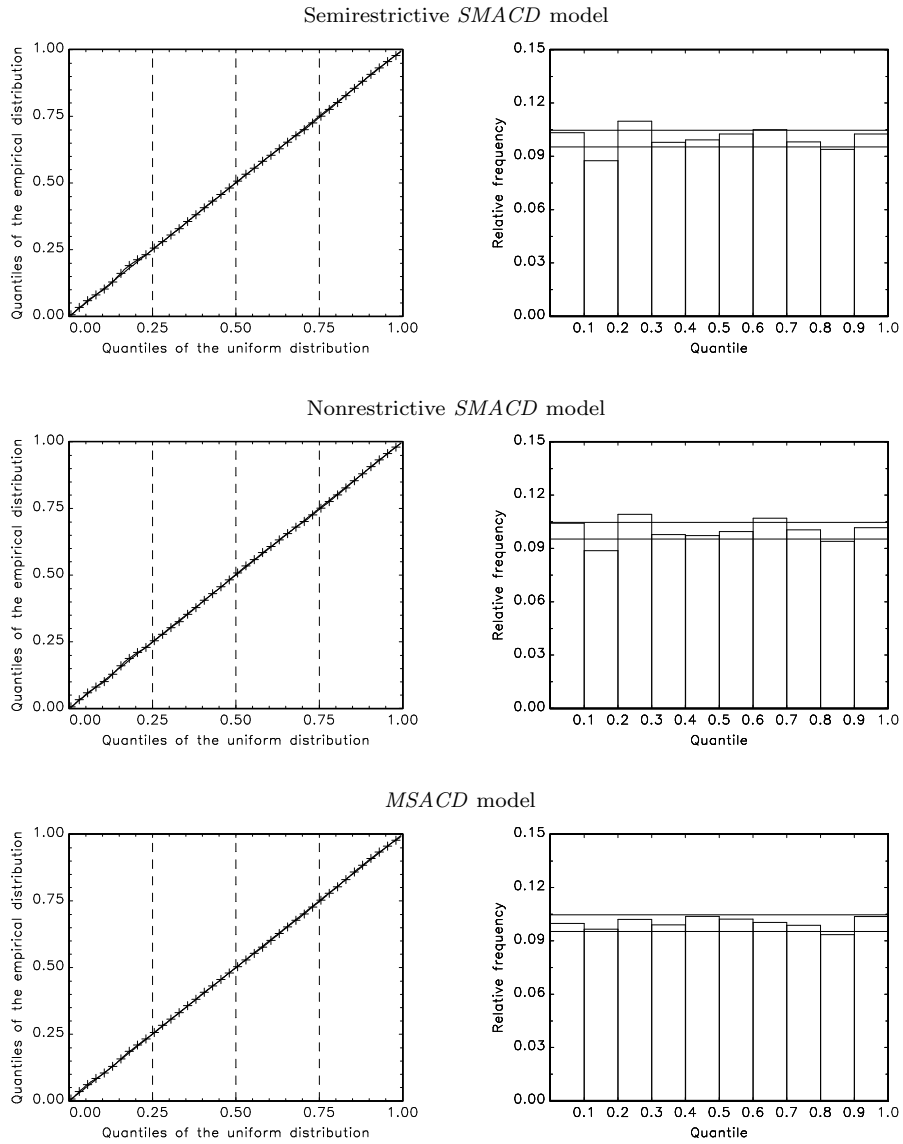 Semirestrictive SMACD model
Quantiles of the empirical distribution
1.00
0.75
0.50
0.25
0.00
0.00 0.25 0.50 0.75 1.00
Quantiles of the uniform distribution
Relative frequency
0.15
0.12
0.09
0.06
0.03
0.00
0.1 0.2 0.3 0.4 0.5 0.6 0.7 0.8 0.9 1.0
Quantile
Nonrestrictive SMACD model
Quantiles of the empirical distribution
1.00
0.75
0.50
0.25
0.00
0.00 0.25 0.50 0.75 1.00
Quantiles of the uniform distribution
Relative frequency
0.15
0.12
0.09
0.06
0.03
0.00
0.1 0.2 0.3 0.4 0.5 0.6 0.7 0.8 0.9 1.0
Quantile
MSACD model
Quantiles of the empirical distribution
1.00
0.75
0.50
0.25
0.00
0.00 0.25 0.50 0.75 1.00
Quantiles of the uniform distribution
Relative frequency
0.15
0.12
0.09
0.06
0.03
0.00
0.1 0.2 0.3 0.4 0.5 0.6 0.7 0.8 0.9 1.0
Quantile